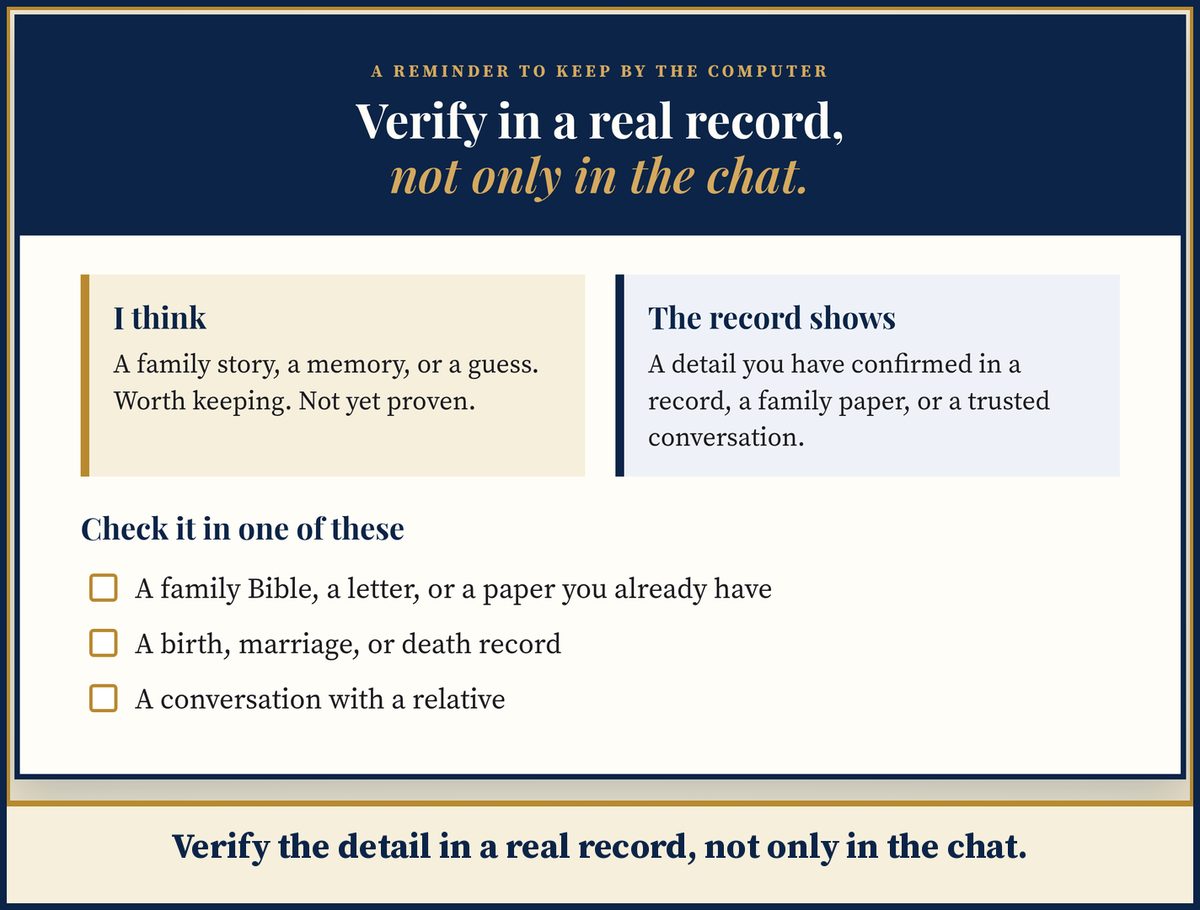 A REMINDER TO KEEP BY THE COMPUTER
Verify in a real record,
not only in the chat.
I think
A family story, a memory, or a guess.
Worth keeping. Not yet proven.
The record shows
A detail you have confirmed in a
record, a family paper, or a trusted
conversation.
Check it in one of these
A family Bible, a letter, or a paper you already have
A birth, marriage, or death record
A conversation with a relative
Verify the detail in a real record, not only in the chat.